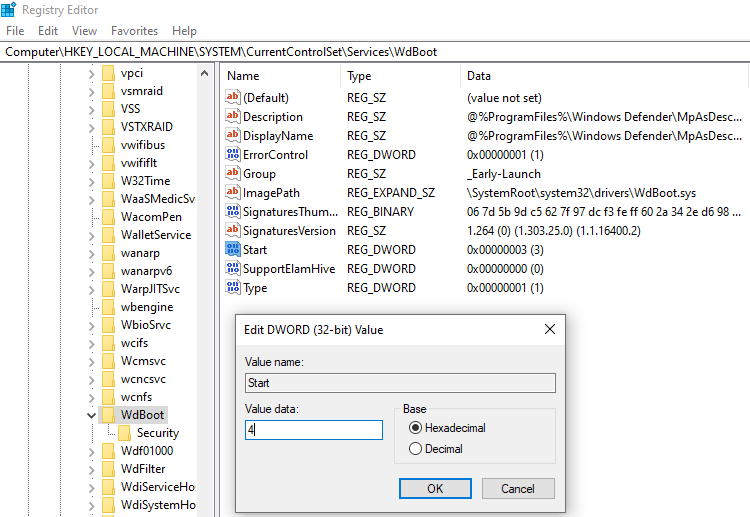 Registry Editor
File Edit View Favorites Help
Computer\HKEY_LOCAL_MACHINE\SYSTEM\CurrentControlSet\Services\WdBoot
vpci
vsmraid
VSS
VSTXRAID
vwifibus
vwififlt
W32Time
WaaSMedicSv
WacomPen
WalletService
wanarp
wanarpv6
WarpJITSvc
wbengine
WbioSrvc
wcifs
Wcmsvc
wcncsvc
wcnfs
WdBoot
Security
Wdf01000
WdFilter
WdiServiceHo
WdiSystemHo
Name Type Data
(Default) REG_SZ (value not set)
Description REG_SZ @%ProgramFiles%\Windows Defender\MpAsDesc...
DisplayName REG_SZ @%ProgramFiles%\Windows Defender\MpAsDesc...
ErrorControl REG_DWORD 0x00000001 (1)
Group REG_SZ _Early-Launch
ImagePath REG_EXPAND_SZ \SystemRoot\system32\drivers\WdBoot.sys
SignaturesThum... REG_BINARY 06 7d 5b 9d c5 62 7f 97 dc f3 fe ff 60 2a 34 2e d6 98 ...
SignaturesVersion REG_SZ 1.264 (0) (1.303.25.0) (1.1.16400.2)
Start REG_DWORD 0x00000003 (3)
SupportElamHive REG_DWORD 0x00000000 (0)
Type REG_DWORD 0x00000001 (1)
Edit DWORD (32-bit) Value
Value name:
Start
Value data:
4
Base
Hexadecimal
Decimal
OK Cancel